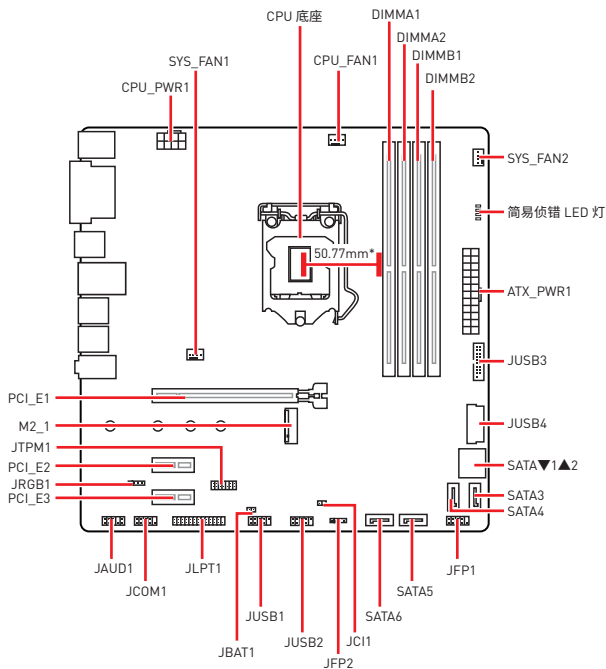 CPU 底座
DIMMA1
DIMMA2
DIMMB1
DIMMB2
SYS_FAN1
CPU_FAN1
CPU_PWR1
SYS_FAN2
简易侦错 LED 灯
50.77mm*
ATX_PWR1
JUSB3
PCI_E1
M2_1
JUSB4
JTPM1
PCI_E2
SATA▼1▲2
JRGB1
PCI_E3
SATA3
SATA4
JAUD1
JCOM1
JLPT1
JBAT1
JUSB1
JUSB2
JFP2
JCI1
SATA6
SATA5
JFP1